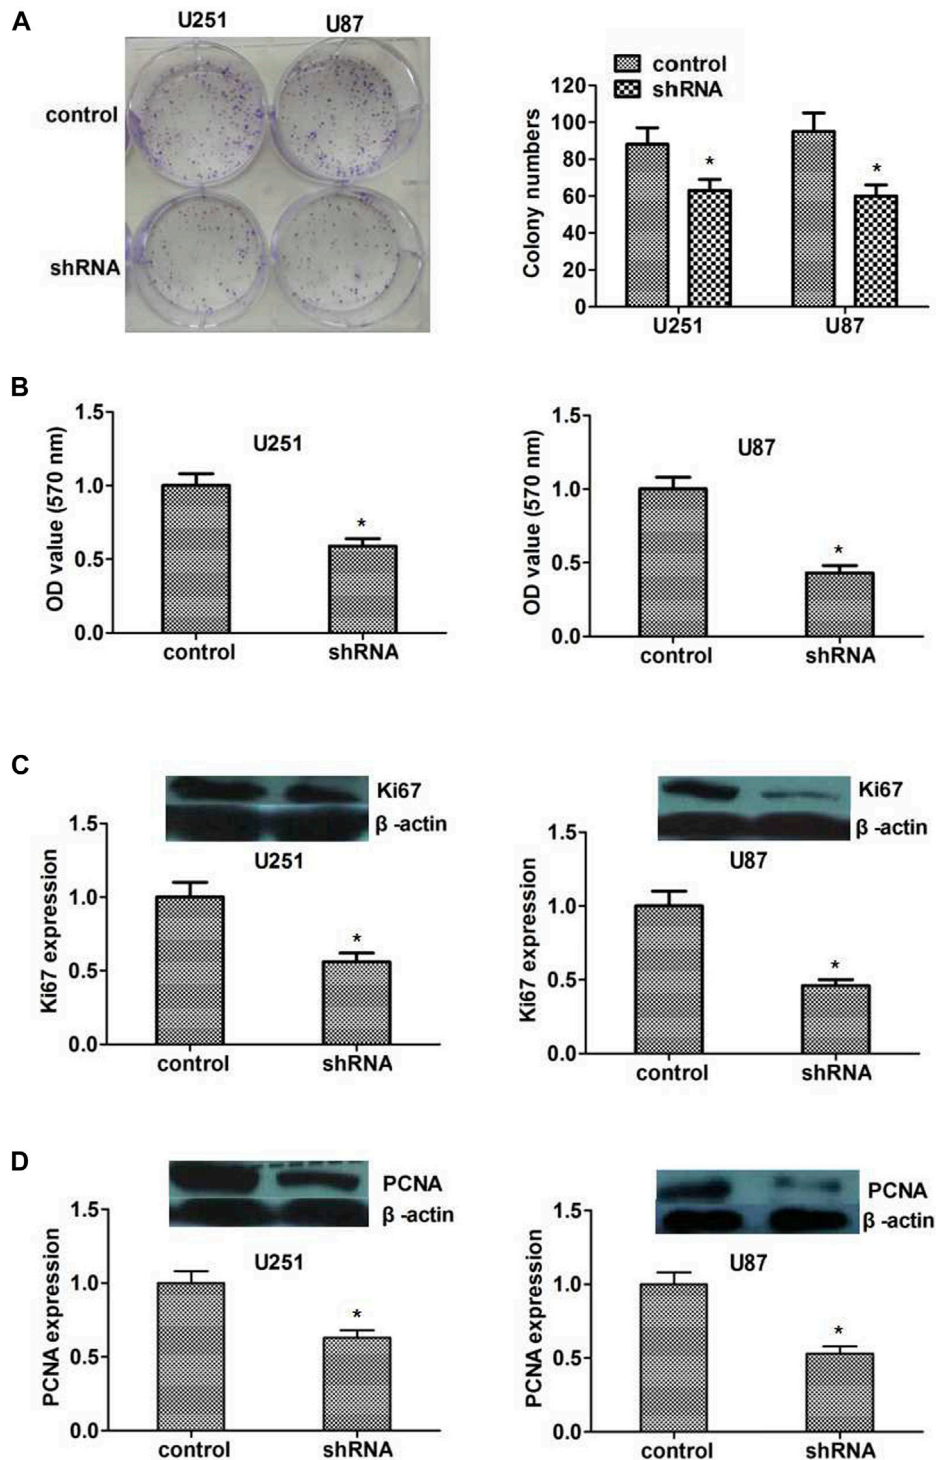 A
U251
U87
control
shRNA
control
shRNA
120
100
80
60
40
20
0
Colony numbers
*
*
U251
U87
B
1.5
1.0
0.5
0.0
OD value (570 nm)
U251
*
control
shRNA
1.5
1.0
0.5
0.0
OD value (570 nm)
U87
*
control
shRNA
C
Ki67
β -actin
1.5
1.0
0.5
0.0
Ki67 expression
U251
*
control
shRNA
Ki67
β -actin
1.5
1.0
0.5
0.0
Ki67 expression
U87
*
control
shRNA
D
PCNA
β -actin
1.5
1.0
0.5
0.0
PCNA expression
U251
*
control
shRNA
PCNA
β -actin
1.5
1.0
0.5
0.0
PCNA expression
U87
*
control
shRNA